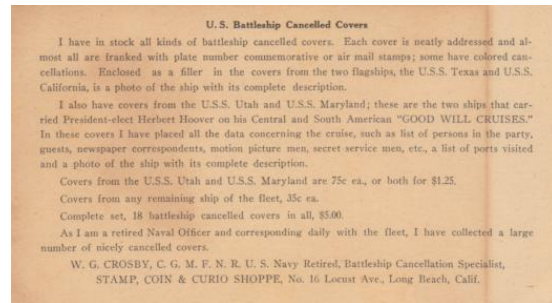 U. S. Battleship Cancelled Covers
I have in stock all kinds of battleship cancelled covers. Each cover is neatly addressed and al-
most all are franked with plate number commemorative or air mail stamps; some have colored can-
cellations. Enclosed as a filler in the covers from the two flagships, the U.S.S. Texas and U.S.S.
California, is a photo of the ship with its complete description.
I also have covers from the U.S.S. Utah and U.S.S. Maryland; these are the two ships that car-
ried President-elect Herbert Hoover on his Central and South American "GOOD WILL CRUISES."
In these covers I have placed all the data concerning the cruise, such as list of persons in the party,
guests, newspaper correspondents, motion picture men, secret service men, etc., a list of ports visited
and a photo of the ship with its complete description.
Covers from the U.S.S. Utah and U.S.S. Maryland are 75c ea., or both for $1.25.
Covers from any remaining ship of the fleet, 35c ea.
Complete set, 18 battleship cancelled covers in all, $5.00.
As I am a retired Naval Officer and corresponding daily with the fleet, I have collected a large
number of nicely cancelled covers.
W. G. CROSBY, C. G. M. F. N. R. U. S. Navy Retired, Battleship Cancellation Specialist,
STAMP, COIN & CURIO SHOPPE, No. 16 Locust Ave., Long Beach, Calif.